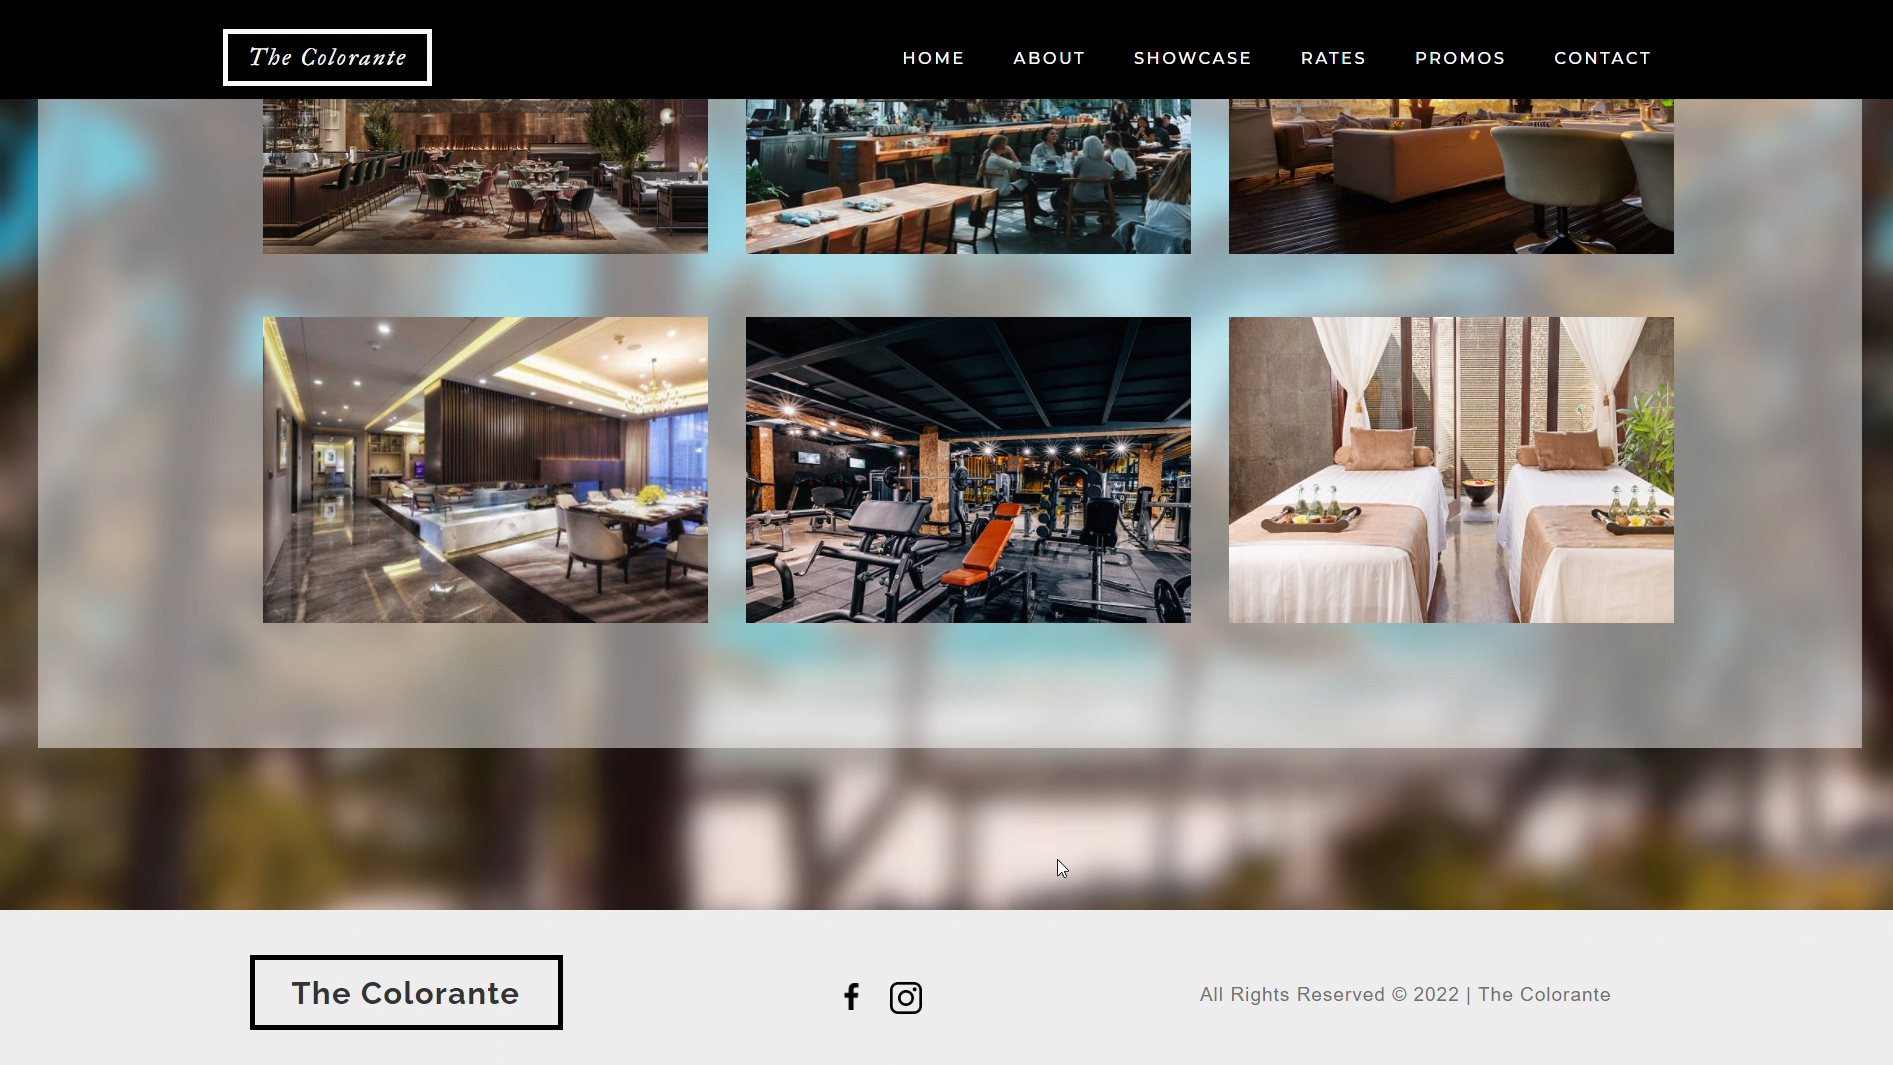 The Colorante
HOME ABOUT SHOWCASE RATES PROMOS CONTACT
The Colorante
All Rights Reserved © 2022 | The Colorante